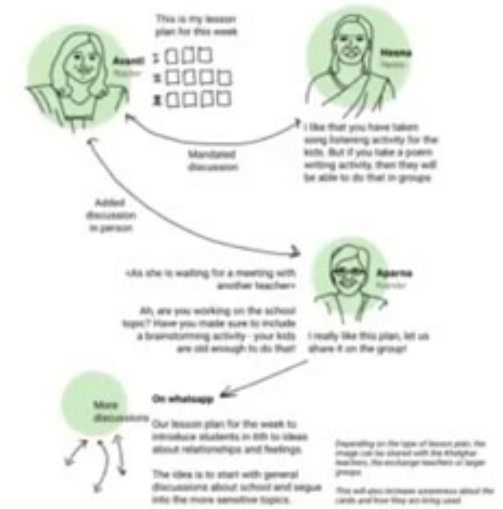 This is my lesson
plan for this week
Avanti
I
II
III
Heena
Mandated
discussion
I like that you have taken
song listening activity for the
kids. But if you take a poem
writing activity, then they will
be able to do that in groups
Added
discussion
in person
<As she is waiting for a meeting with
another teacher>
Ah, are you working on the school
topic? Have you made sure to include
a brainstorming activity - your kids
are old enough to do that!
Aparna
I really like this plan, let us
share it on the group!
More
discussions
On whatsapp
Our lesson plan for the week to
introduce students in 6th to ideas
about relationships and feelings.
The idea is to start with general
discussions about school and segue
into the more sensitive topics.
Depending on the type of lesson plan, the
image can be shared with the Khelghar
teachers, the exchange teachers or larger
groups
This will also increase awareness about the
cards and how they are being used